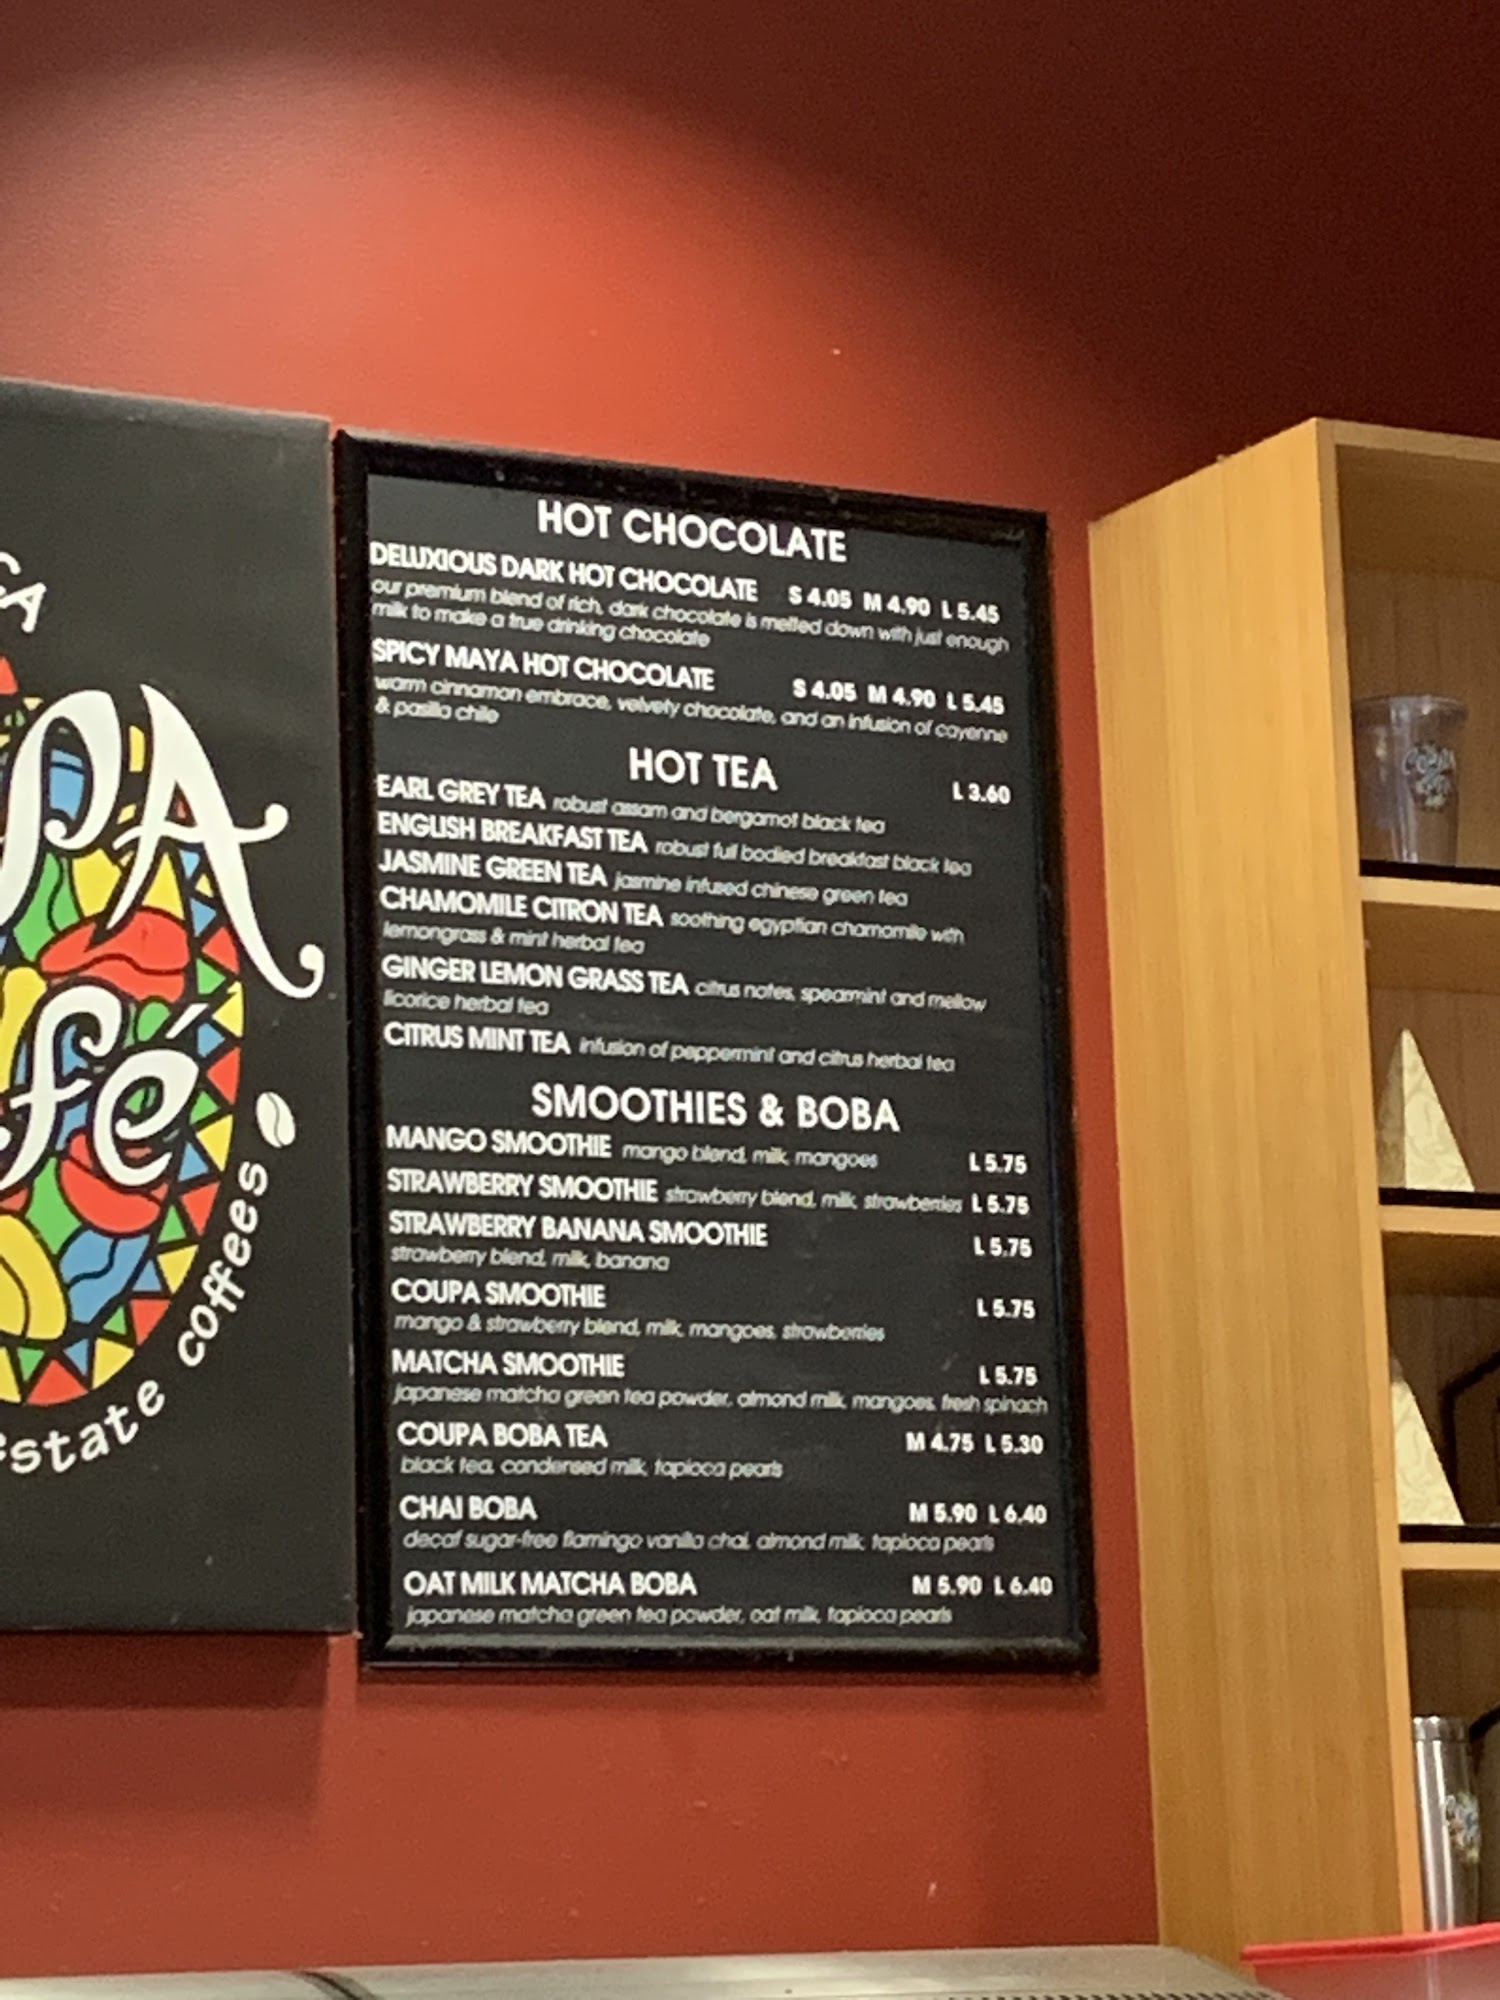 CA
PA
fé
estate coffees
HOT CHOCOLATE
DELUXIOUS DARK HOT CHOCOLATE S 4.05 M 4.90 L 5.45
our premium blend of rich, dark chocolate is melted down with just enough
milk to make a true drinking chocolate
SPICY MAYA HOT CHOCOLATE S 4.05 M 4.90 L 5.45
warm cinnamon embrace, velvety chocolate, and an infusion of cayenne
& pasilla chile
HOT TEA L 3.60
EARL GREY TEA robust assam and bergamot black tea
ENGLISH BREAKFAST TEA robust full bodied breakfast black tea
JASMINE GREEN TEA jasmine infused chinese green tea
CHAMOMILE CITRON TEA soothing egyptian chamomile with
lemongrass & mint herbal tea
GINGER LEMON GRASS TEA citrus notes, spearmint and mellow
licorice herbal tea
CITRUS MINT TEA infusion of peppermint and citrus herbal tea
SMOOTHIES & BOBA
MANGO SMOOTHIE mango blend, milk, mangoes L 5.75
STRAWBERRY SMOOTHIE strawberry blend, milk, strawberries L 5.75
STRAWBERRY BANANA SMOOTHIE L 5.75
strawberry blend, milk, banana
COUPA SMOOTHIE L 5.75
mango & strawberry blend, milk, mangoes, strawberries
MATCHA SMOOTHIE L 5.75
japanese matcha green tea powder, almond milk, mangoes, fresh spinach
COUPA BOBA TEA M 4.75 L 5.30
black tea, condensed milk, tapioca pearls
CHAI BOBA M 5.90 L 6.40
decaf sugar-free flamingo vanilla chai, almond milk, tapioca pearls
OAT MILK MATCHA BOBA M 5.90 L 6.40
japanese matcha green tea powder, oat milk, tapioca pearls